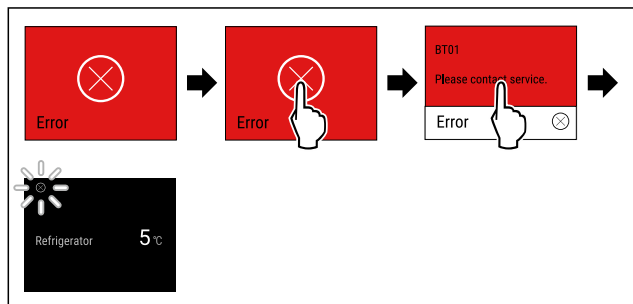 Error
Error
BT01
Please contact service.
Error
Refrigerator 5 °C